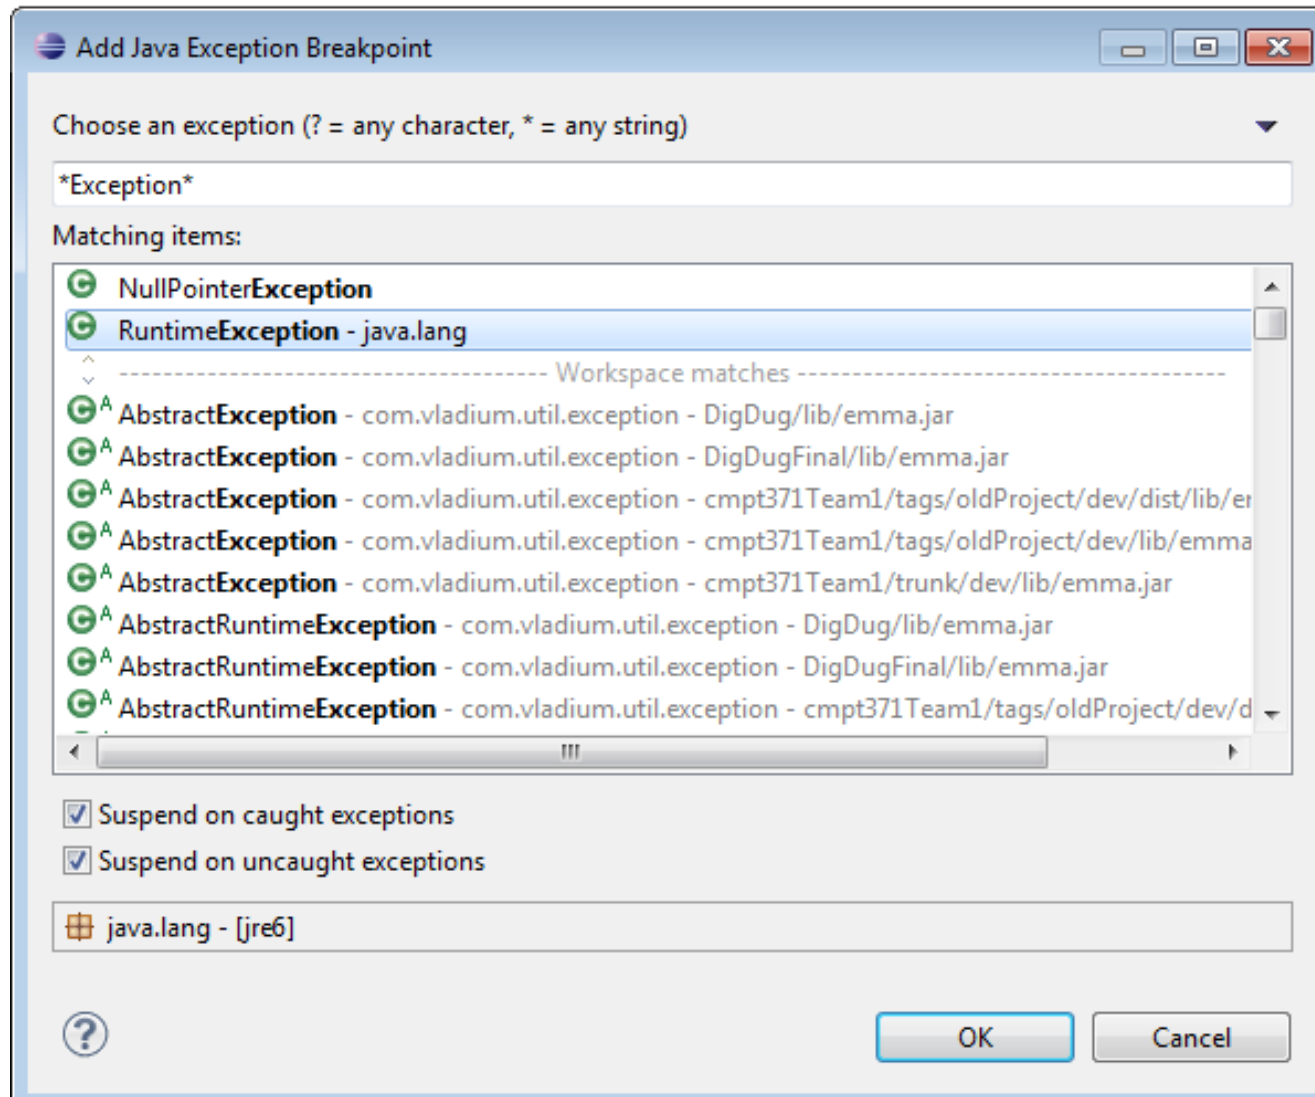 Add Java Exception Breakpoint
Choose an exception (? = any character, * = any string)
*Exception*
Matching items:
NullPointerException
RuntimeException - java.lang
--------------------------------------- Workspace matches ---------------------------------------
AbstractException - com.vladium.util.exception - DigDug/lib/emma.jar
AbstractException - com.vladium.util.exception - DigDugFinal/lib/emma.jar
AbstractException - com.vladium.util.exception - cmpt371Team1/tags/oldProject/dev/dist/lib/er
AbstractException - com.vladium.util.exception - cmpt371Team1/tags/oldProject/dev/lib/emma
AbstractException - com.vladium.util.exception - cmpt371Team1/trunk/dev/lib/emma.jar
AbstractRuntimeException - com.vladium.util.exception - DigDug/lib/emma.jar
AbstractRuntimeException - com.vladium.util.exception - DigDugFinal/lib/emma.jar
AbstractRuntimeException - com.vladium.util.exception - cmpt371Team1/tags/oldProject/dev/d
Suspend on caught exceptions
Suspend on uncaught exceptions
java.lang - [jre6]
OK Cancel